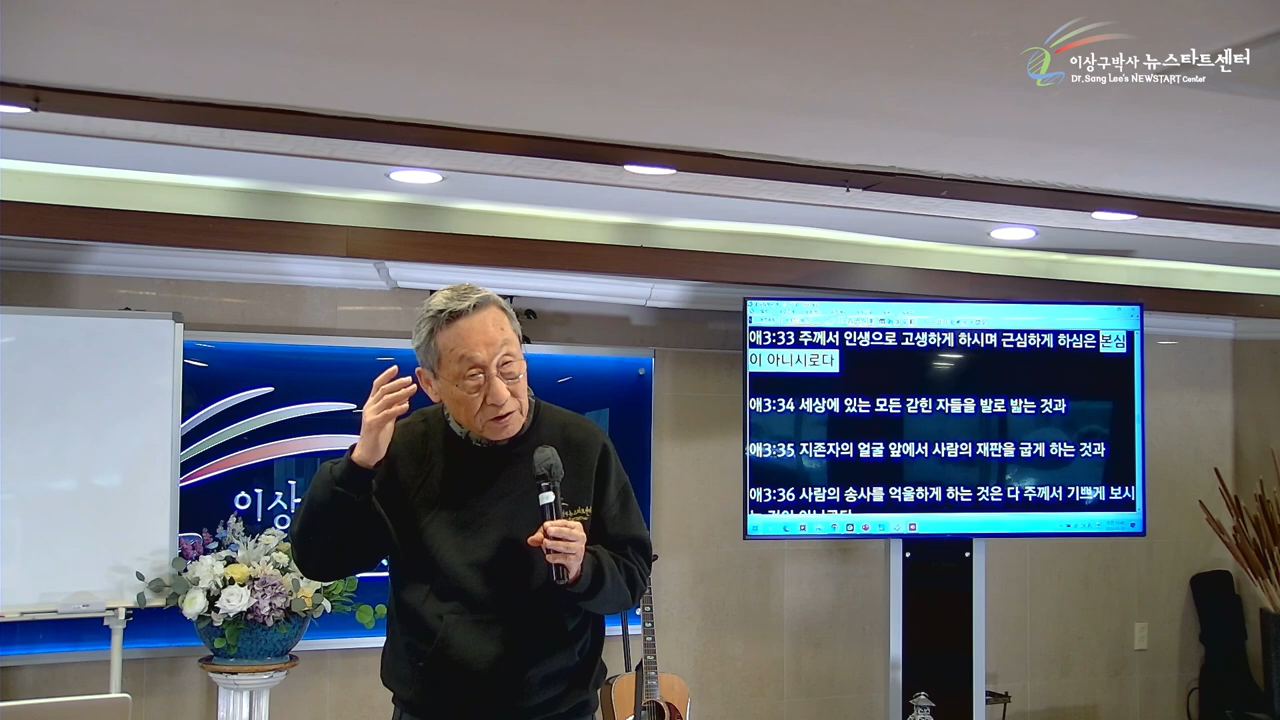 이상구박사 뉴스타트센터
Dr. Sang Lee's NEWSTART Center
애3:33 주께서 인생으로 고생하게 하시며 근심하게 하심은 본심
이 아니시로다
애3:34 세상에 있는 모든 갇힌 자들을 발로 밟는 것과
애3:35 지존자의 얼굴 앞에서 사람의 재판을 굽게 하는 것과
애3:36 사람의 송사를 억울하게 하는 것은 다 주께서 기쁘게 보시
이상